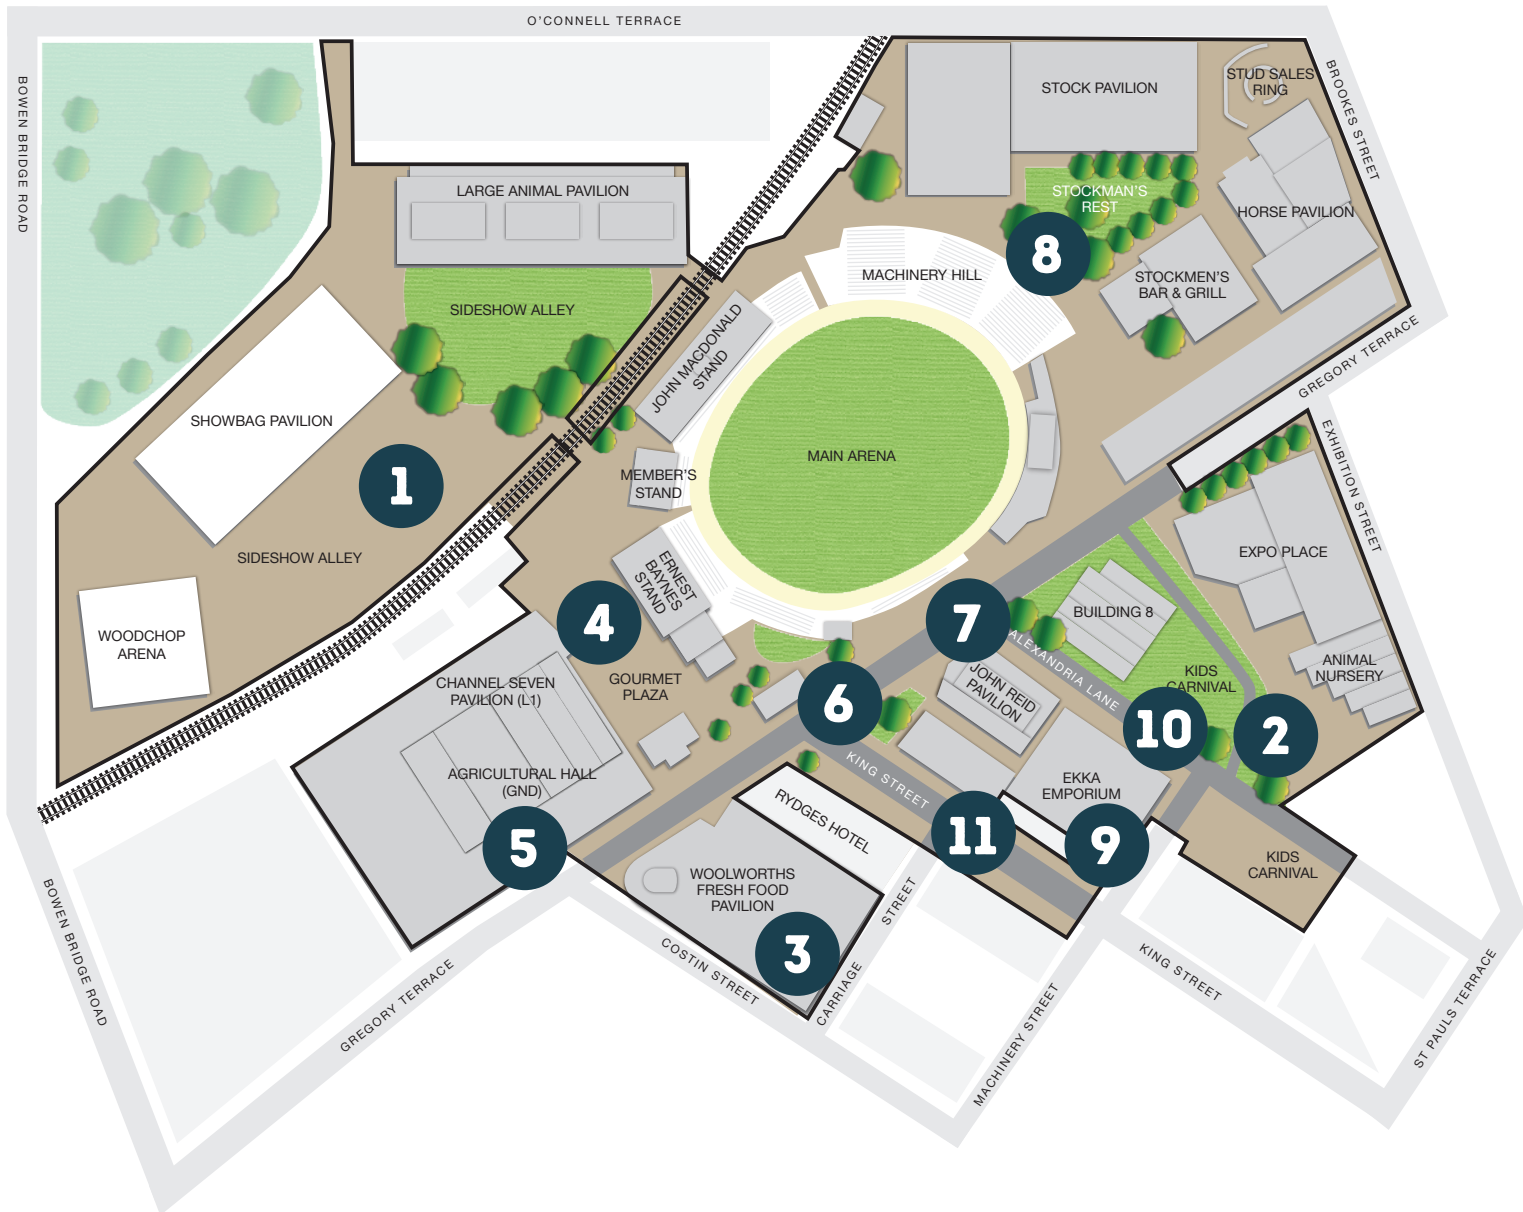 O'CONNELL TERRACE
BOWEN BRIDGE ROAD
BROOKES STREET
STOCK PAVILION
STUD SALES
RING
LARGE ANIMAL PAVILION
STOCKMAN'S
REST
HORSE PAVILION
8
MACHINERY HILL
STOCKMEN'S
BAR & GRILL
SIDESHOW ALLEY
JOHN MACDONALD
STAND
GREGORY TERRACE
SHOWBAG PAVILION
MAIN ARENA
EXHIBITION STREET
1
MEMBER'S
STAND
SIDESHOW ALLEY
EXPO PLACE
ERNEST
BAYNES
STAND
WOODCHOP
ARENA
4
7
BUILDING 8
ALEXANDRIA LANE
KIDS
CARNIVAL
ANIMAL
NURSERY
GOURMET
PLAZA
CHANNEL SEVEN
PAVILION (L1)
JOHN REID
PAVILION
6
10
2
AGRICULTURAL HALL
(GND)
KING STREET
EKKA
EMPORIUM
RYDGES HOTEL
5
11
9
KIDS
CARNIVAL
WOOLWORTHS
FRESH FOOD
PAVILION
STREET
CARRIAGE
3
BOWEN BRIDGE ROAD
GREGORY TERRACE
COSTIN STREET
MACHINERY STREET
KING STREET
ST PAULS TERRACE